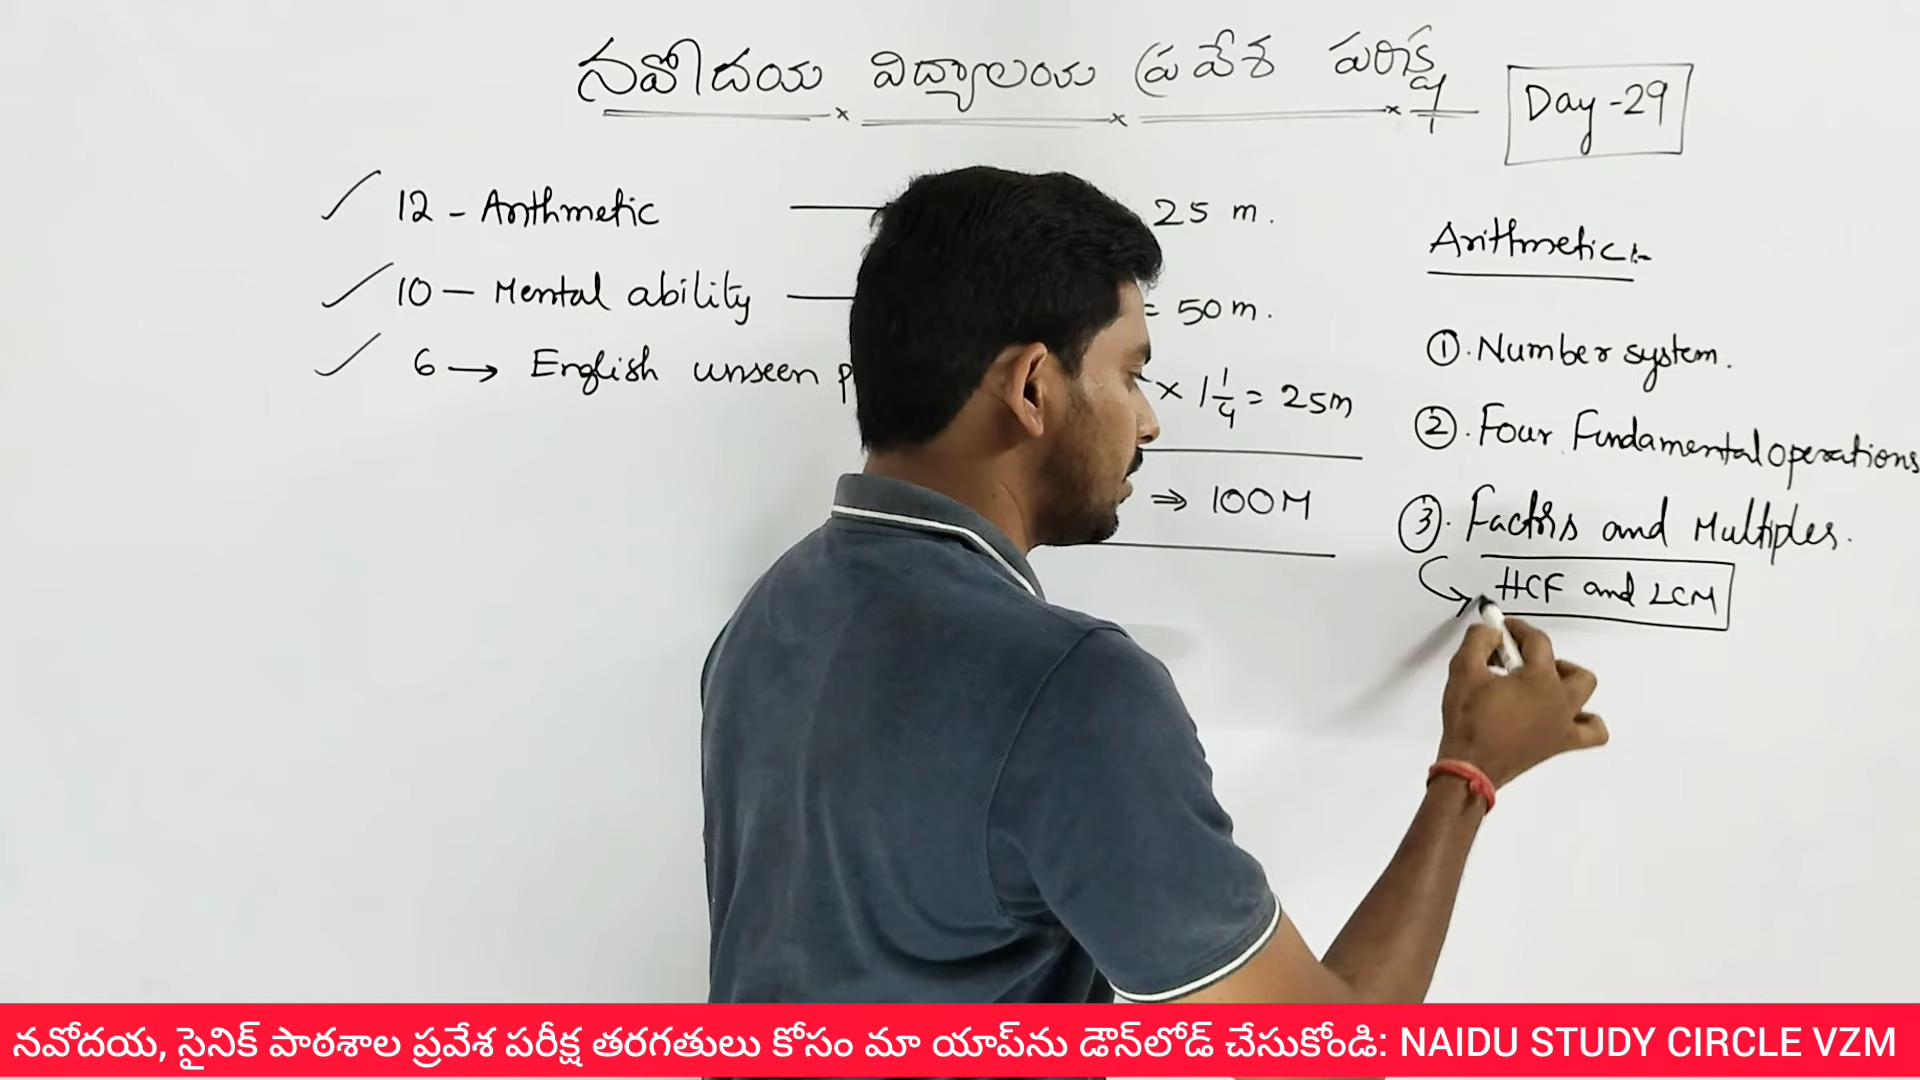 నవోదయ విద్యాలయ ప్రవేశ పరీక్ష
Day - 29
12 - Arithmetic 25 m.
10 - Mental ability = 50 m.
6 → English unseen × 1 1/4 = 25m
⇒ 100M
Arithmetic:-
①. Number system.
②. Four Fundamental operations
③. Factors and Multiples.
HCF and LCM
నవోదయ, సైనిక్ పాఠశాల ప్రవేశ పరీక్ష తరగతులు కోసం మా యాప్‌ను డౌన్‌లోడ్ చేసుకోండి: NAIDU STUDY CIRCLE VZM